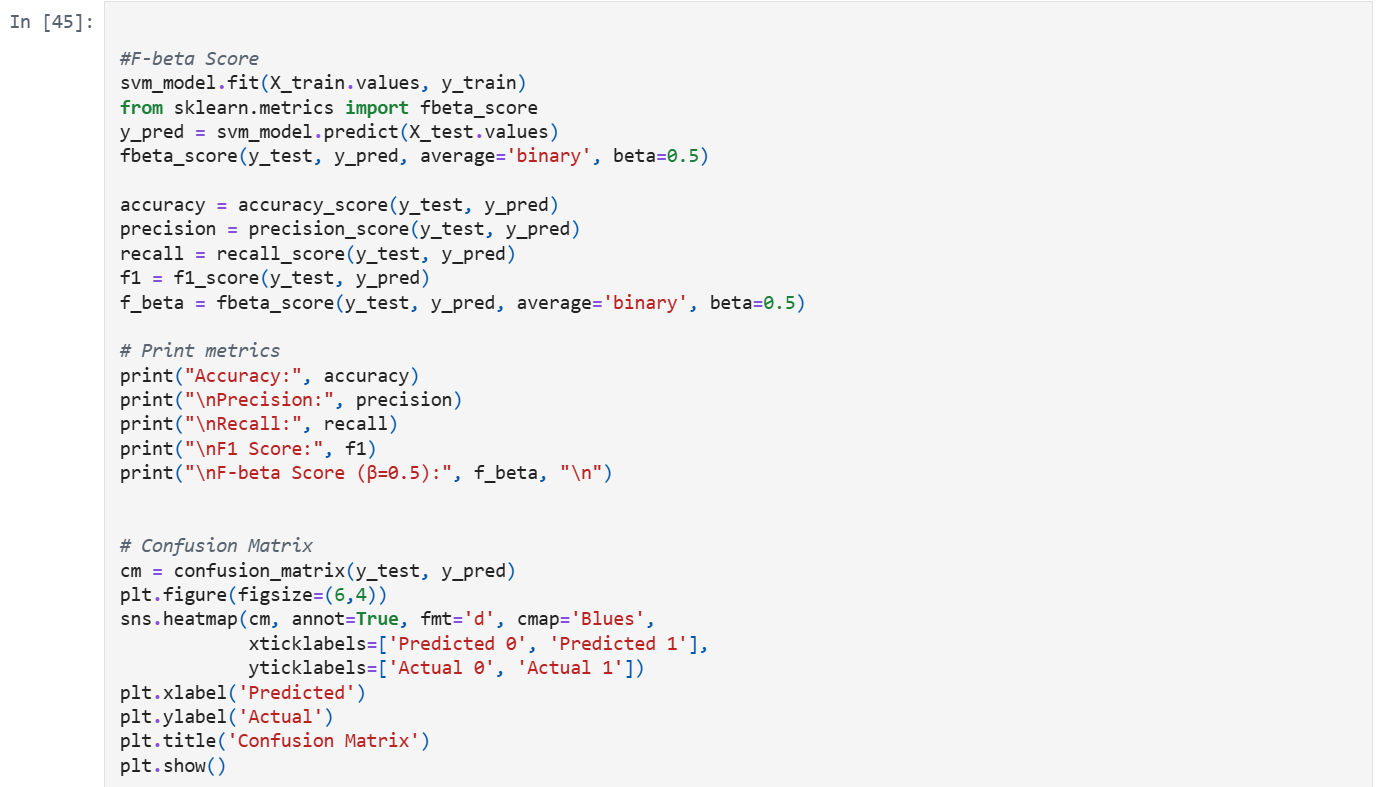 In [45]:
#F-beta Score
svm_model.fit(X_train.values, y_train)
from sklearn.metrics import fbeta_score
y_pred = svm_model.predict(X_test.values)
fbeta_score(y_test, y_pred, average='binary', beta=0.5)
accuracy = accuracy_score(y_test, y_pred)
precision = precision_score(y_test, y_pred)
recall = recall_score(y_test, y_pred)
f1 = f1_score(y_test, y_pred)
f_beta = fbeta_score(y_test, y_pred, average='binary', beta=0.5)
# Print metrics
print("Accuracy:", accuracy)
print("\nPrecision:", precision)
print("\nRecall:", recall)
print("\nF1 Score:", f1)
print("\nF-beta Score (β=0.5):", f_beta, "\n")
# Confusion Matrix
cm = confusion_matrix(y_test, y_pred)
plt.figure(figsize=(6,4))
sns.heatmap(cm, annot=True, fmt='d', cmap='Blues',
            xticklabels=['Predicted 0', 'Predicted 1'],
            yticklabels=['Actual 0', 'Actual 1'])
plt.xlabel('Predicted')
plt.ylabel('Actual')
plt.title('Confusion Matrix')
plt.show()